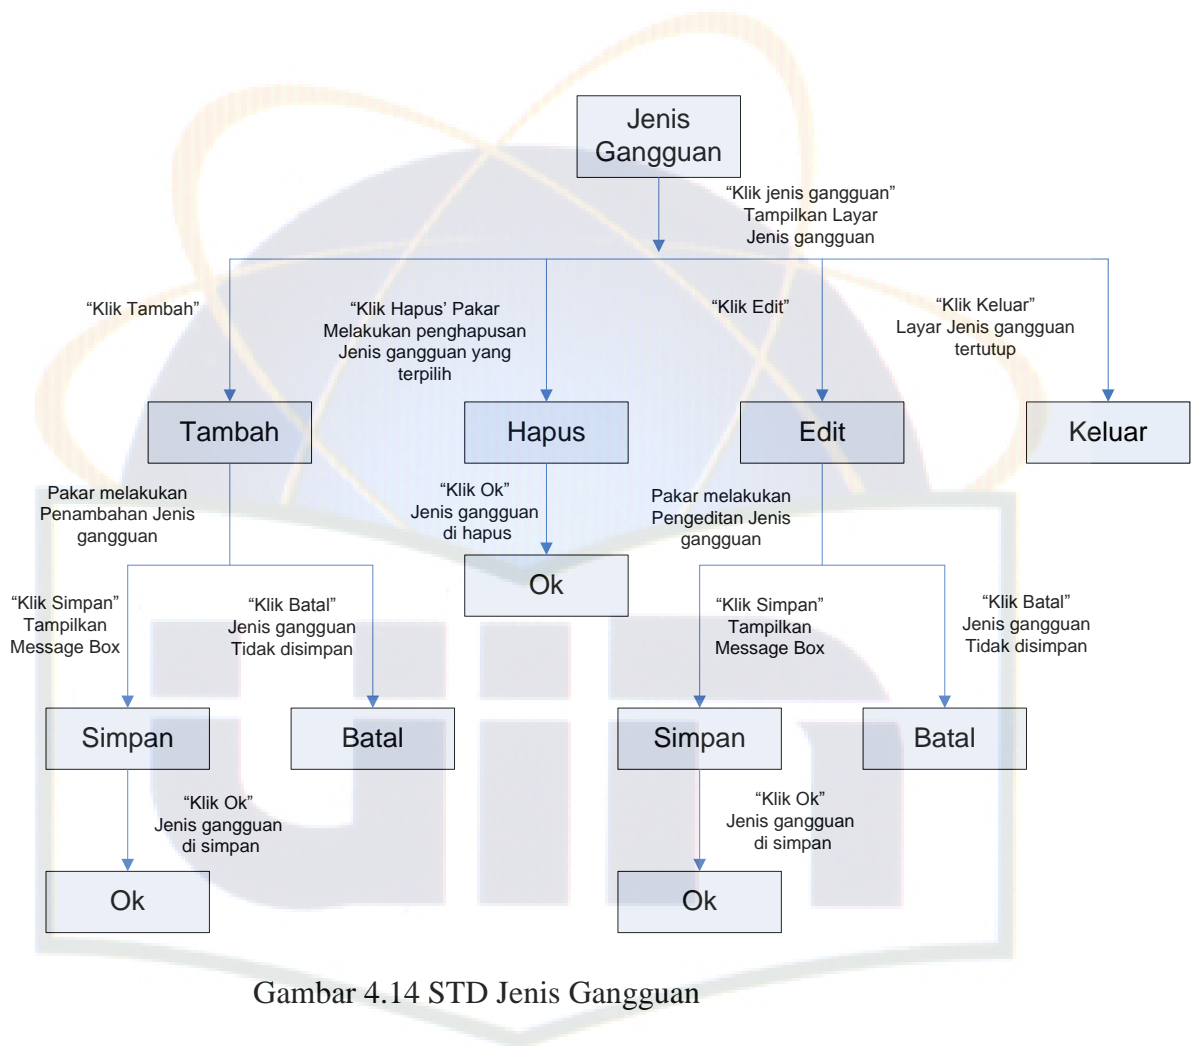 Jenis
Gangguan
“Klik jenis gangguan”
Tampilkan Layar
Jenis gangguan
“Klik Tambah”
“Klik Hapus’ Pakar
Melakukan penghapusan
Jenis gangguan yang
terpilih
“Klik Edit”
“Klik Keluar”
Layar Jenis gangguan
tertutup
Tambah
Hapus
Edit
Keluar
Pakar melakukan
Penambahan Jenis
gangguan
“Klik Ok”
Jenis gangguan
di hapus
Pakar melakukan
Pengeditan Jenis
gangguan
Ok
“Klik Simpan”
Tampilkan
Message Box
“Klik Batal”
Jenis gangguan
Tidak disimpan
“Klik Simpan”
Tampilkan
Message Box
“Klik Batal”
Jenis gangguan
Tidak disimpan
Simpan
Batal
Simpan
Batal
“Klik Ok”
Jenis gangguan
di simpan
“Klik Ok”
Jenis gangguan
di simpan
Ok
Ok
uin
Gambar 4.14 STD Jenis Gangguan